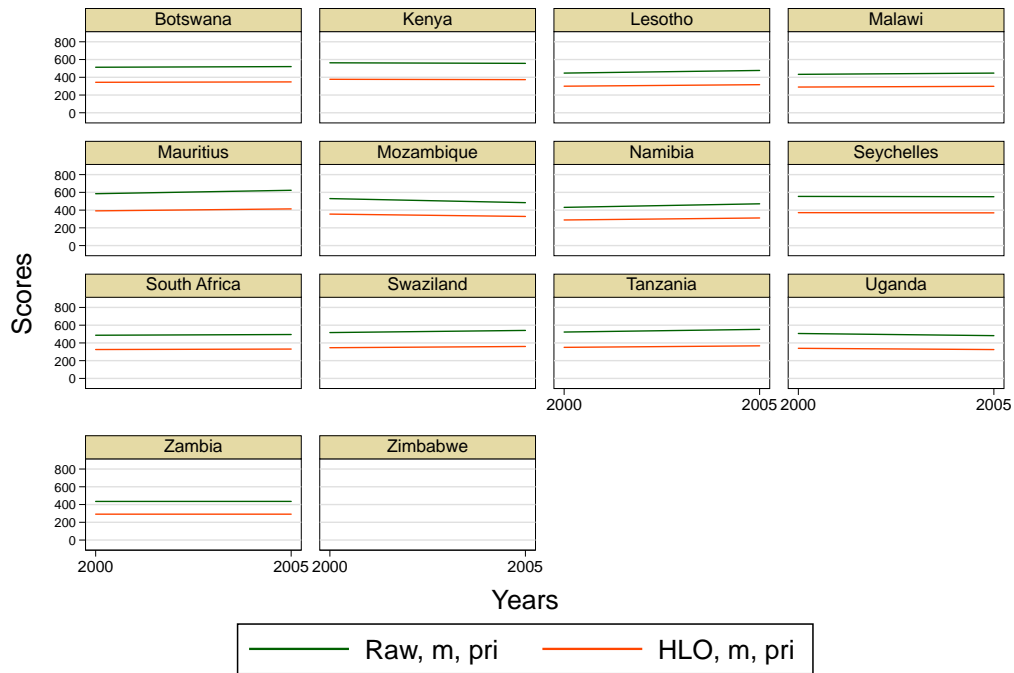 Botswana Kenya Lesotho Malawi
800
600
400
200
0
Mauritius Mozambique Namibia Seychelles
800
600
400
200
0
South Africa Swaziland Tanzania Uganda
800
600
400
200
0
2000 2005 2000 2005
Zambia Zimbabwe
800
600
400
200
0
2000 2005 2000 2005
Scores
Years
Raw, m, pri HLO, m, pri